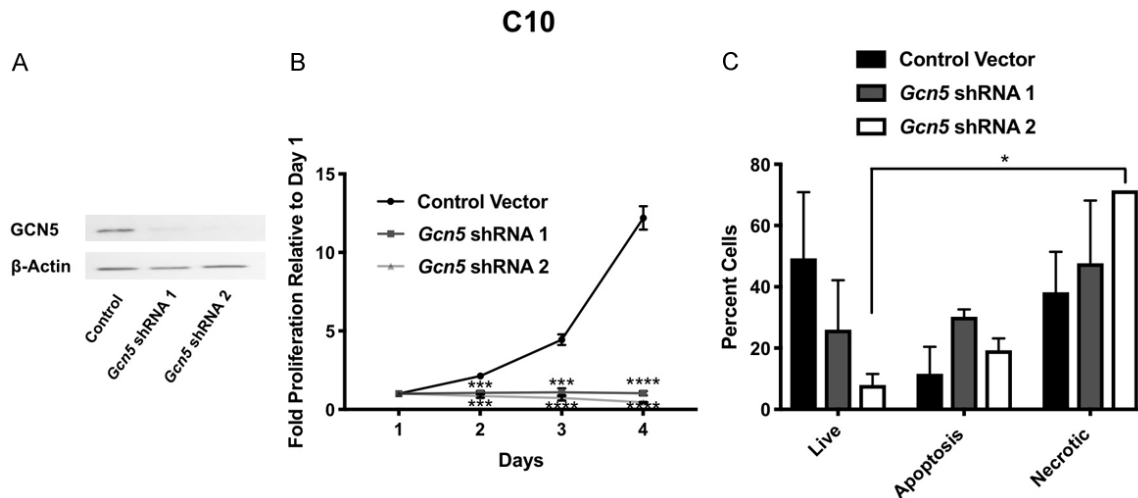 C10
A
GCN5
β-Actin
Control
Gcn5 shRNA 1
Gcn5 shRNA 2
B
Fold Proliferation Relative to Day 1
15
10
5
0
Control Vector
Gcn5 shRNA 1
Gcn5 shRNA 2
*** *** ****
*** **** ****
1 2 3 4
Days
C
Control Vector
Gcn5 shRNA 1
Gcn5 shRNA 2
*
Percent Cells
80
60
40
20
0
Live
Apoptosis
Necrotic